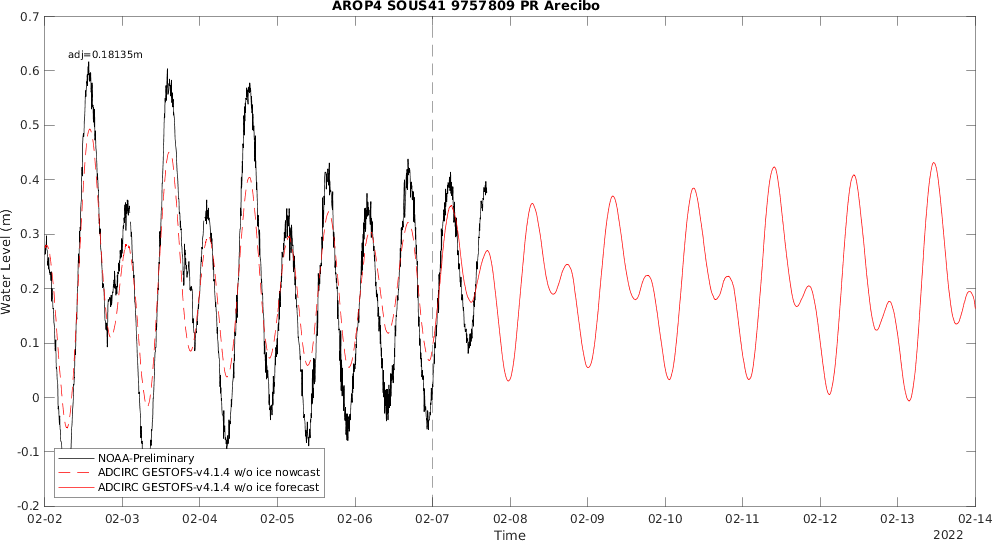 AROP4 SOUS41 9757809 PR Arecibo
adj=0.18135m
0.7
0.6
0.5
0.4
0.3
0.2
0.1
0
-0.1
-0.2
Water Level (m)
NOAA-Preliminary
ADCIRC GESTOFS-v4.1.4 w/o ice nowcast
ADCIRC GESTOFS-v4.1.4 w/o ice forecast
02-02 02-03 02-04 02-05 02-06 02-07 02-08 02-09 02-10 02-11 02-12 02-13 02-14
Time
2022